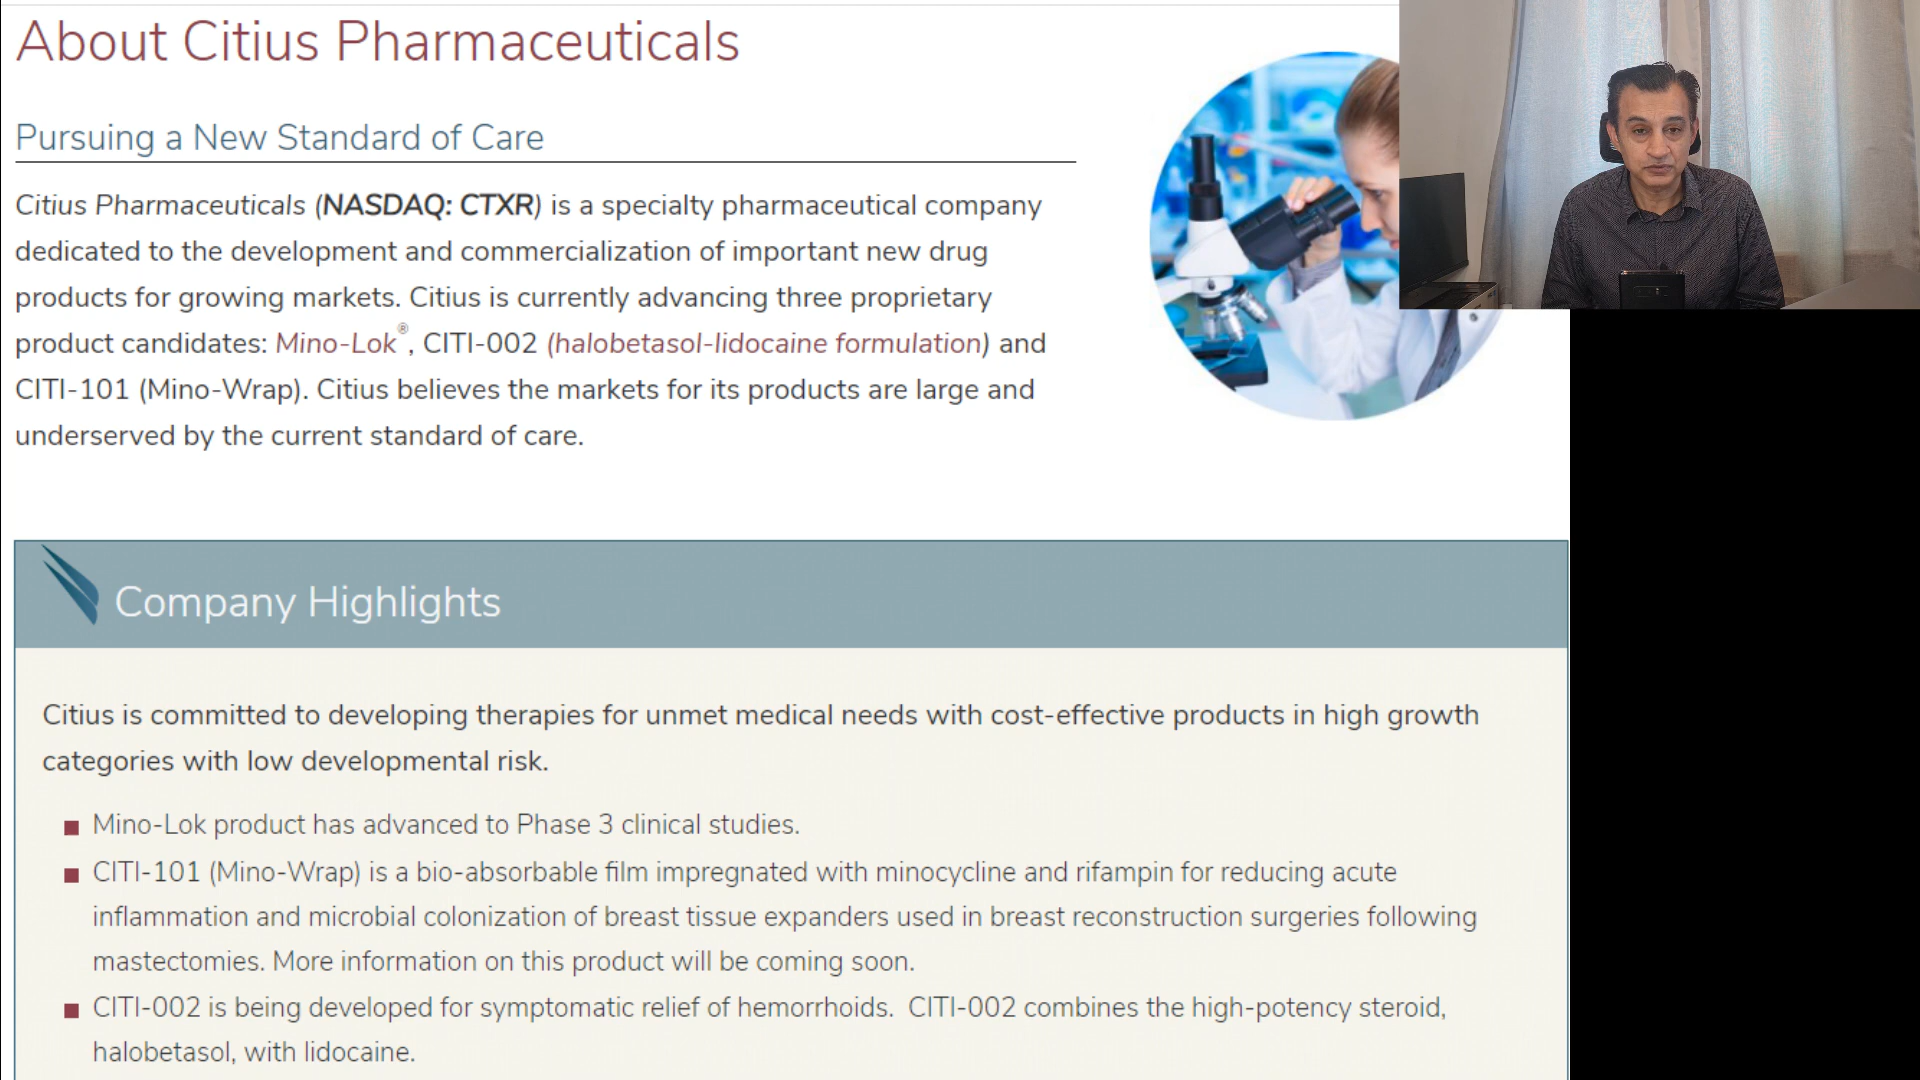 About Citius Pharmaceuticals
Pursuing a New Standard of Care
Citius Pharmaceuticals (NASDAQ: CTXR) is a specialty pharmaceutical company
dedicated to the development and commercialization of important new drug
products for growing markets. Citius is currently advancing three proprietary
product candidates: Mino-Lok®, CITI-002 (halobetasol-lidocaine formulation) and
CITI-101 (Mino-Wrap). Citius believes the markets for its products are large and
underserved by the current standard of care.
Company Highlights
Citius is committed to developing therapies for unmet medical needs with cost-effective products in high growth
categories with low developmental risk.
Mino-Lok product has advanced to Phase 3 clinical studies.
CITI-101 (Mino-Wrap) is a bio-absorbable film impregnated with minocycline and rifampin for reducing acute
inflammation and microbial colonization of breast tissue expanders used in breast reconstruction surgeries following
mastectomies. More information on this product will be coming soon.
CITI-002 is being developed for symptomatic relief of hemorrhoids. CITI-002 combines the high-potency steroid,
halobetasol, with lidocaine.